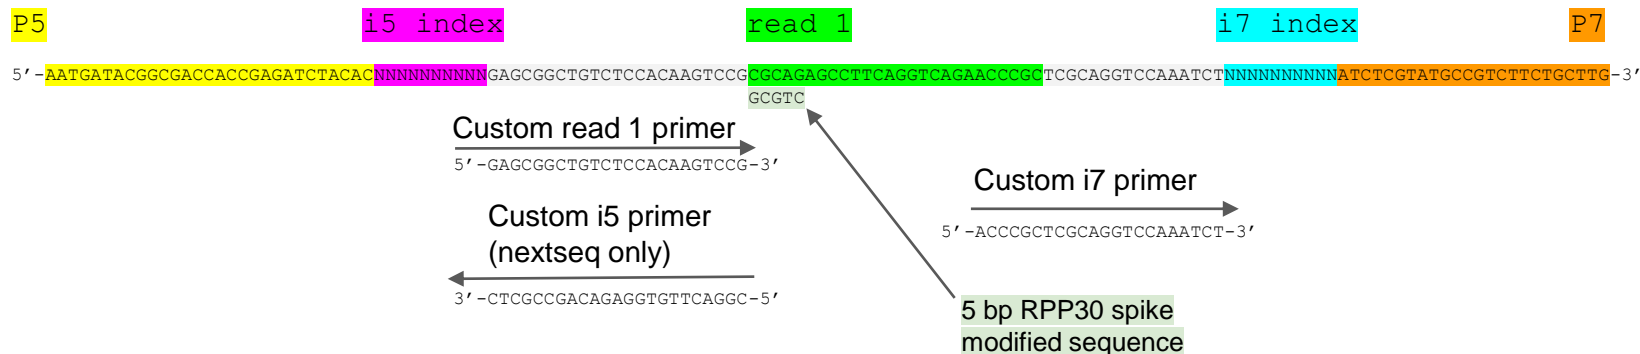 P5 i5 index read 1 i7 index P7
5’-AATGATACGGCGACCACCGAGATCTACACNNNNNNNNNNGAGCGGCTGTCTCCACAAGTCCGCGCAGAGCCTTCAGGTCAGAACCCGCTCGCAGGTCCAAATCTNNNNNNNNNNATCTCGTATGCCGTCTTCTGCTTG-3’
GCGTC
Custom read 1 primer
5’-GAGCGGCTGTCTCCACAAGTCCG-3’
Custom i5 primer
(nextseq only)
3’-CTCGCCGACAGAGGTGTTCAGGC-5’
Custom i7 primer
5’-ACCCGCTCGCAGGTCCAAATCT-3’
5 bp RPP30 spike
modified sequence